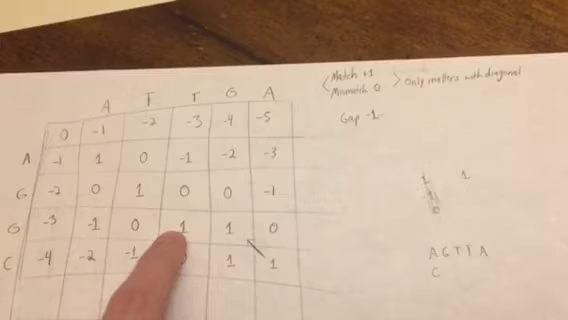 Match +1
Mismatch 0
Only matters with diagonal
Gap -1
A T T G A
0 -1 -2 -3 -4 -5
A -1 1 0 -1 -2 -3
G -2 0 1 0 0 -1
G -3 -1 0 1 1 0
C -4 -2 -1 1 1
1 1
-1
0
A G T T A
C